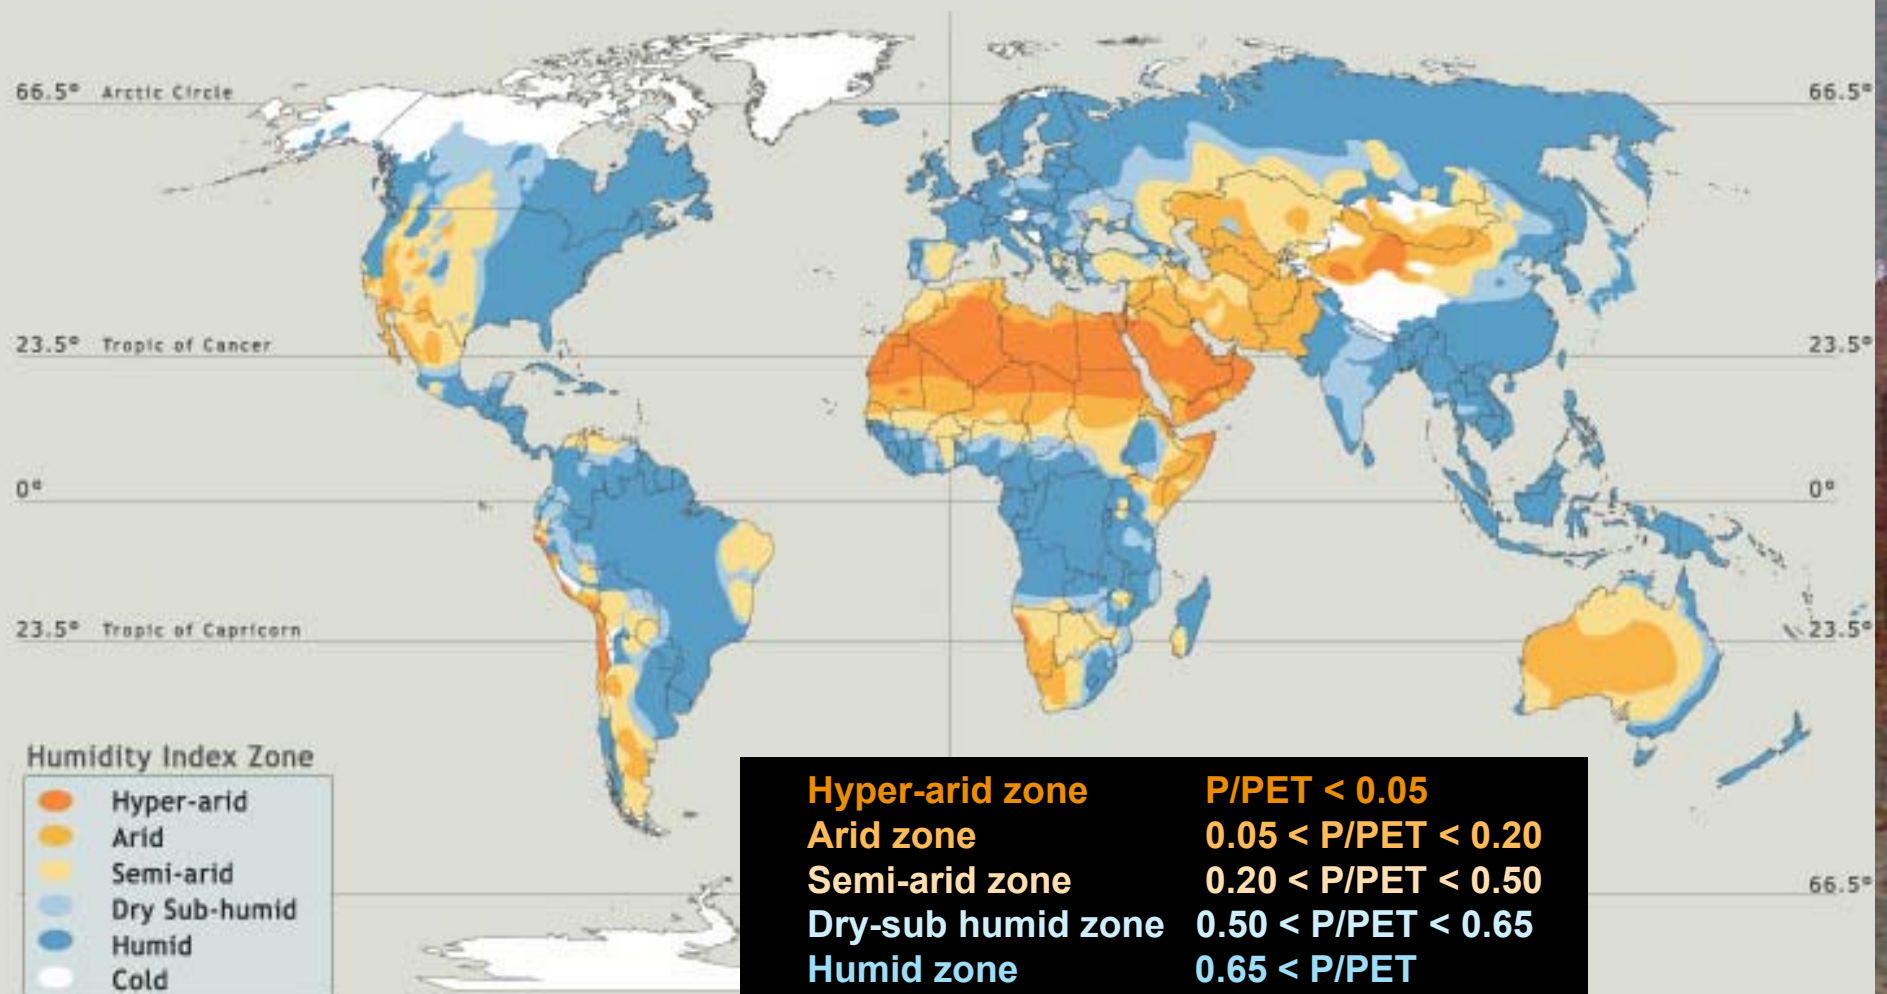 66.5° Arctic Circle 66.5°
23.5° Tropic of Cancer 23.5°
0° 0°
23.5° Tropic of Capricorn 23.5°
66.5°
Humidity Index Zone
Hyper-arid
Arid
Semi-arid
Dry Sub-humid
Humid
Cold
Hyper-arid zone P/PET < 0.05
Arid zone 0.05 < P/PET < 0.20
Semi-arid zone 0.20 < P/PET < 0.50
Dry-sub humid zone 0.50 < P/PET < 0.65
Humid zone 0.65 < P/PET